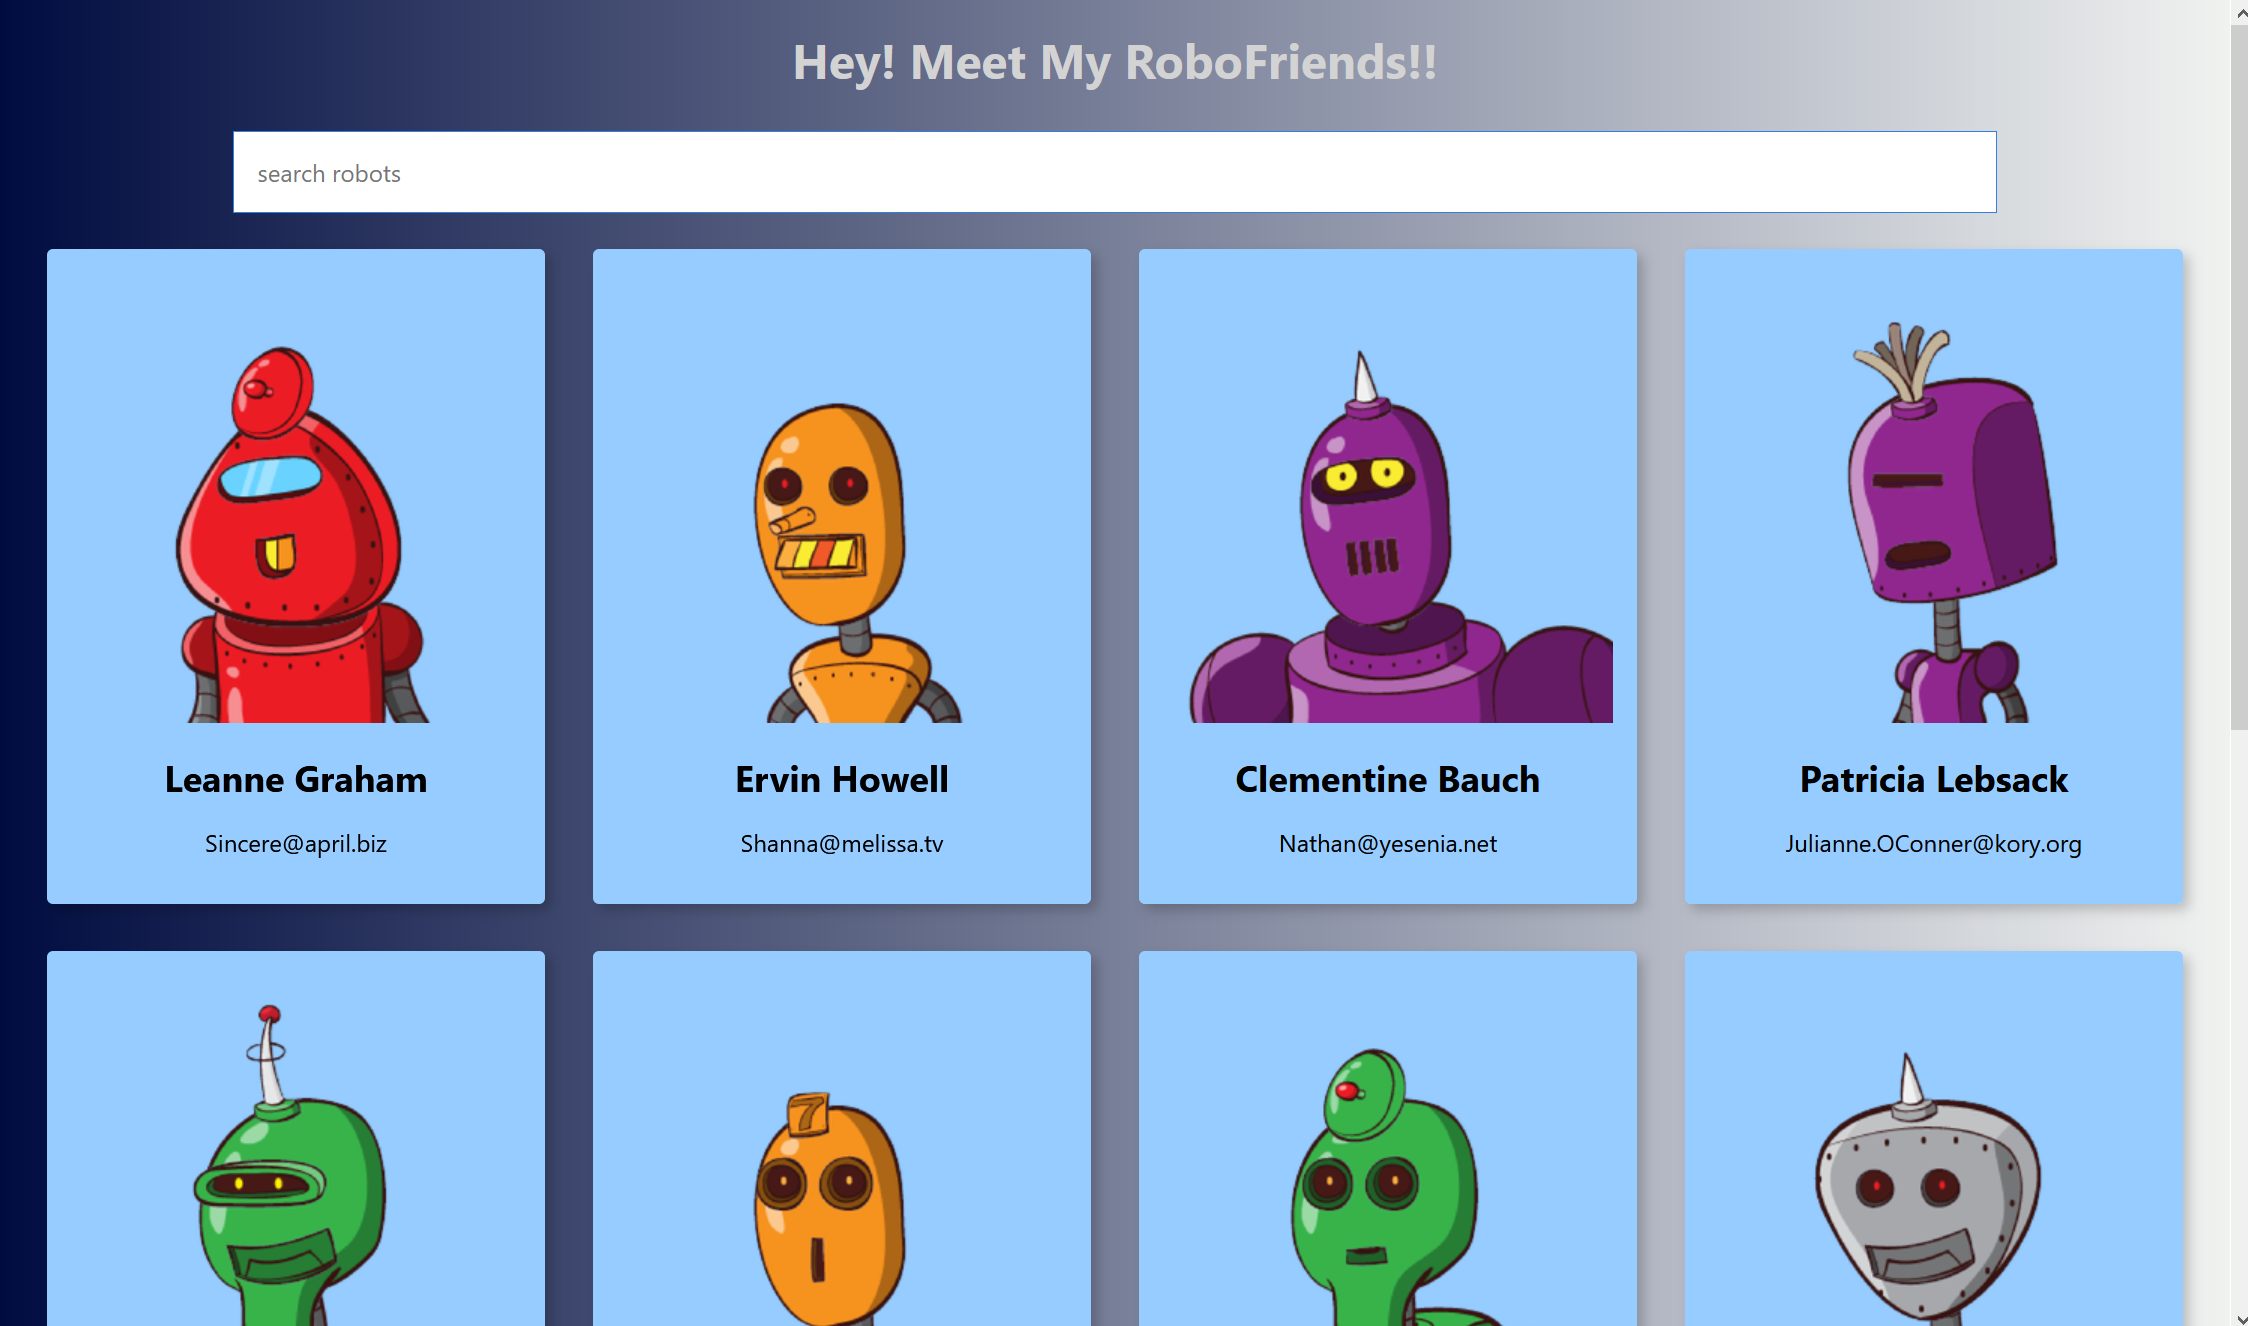 Hey! Meet My RoboFriends!!
search robots
Leanne Graham
Sincere@april.biz
Ervin Howell
Shanna@melissa.tv
Clementine Bauch
Nathan@yesenia.net
Patricia Lebsack
Julianne.OConner@kory.org
7